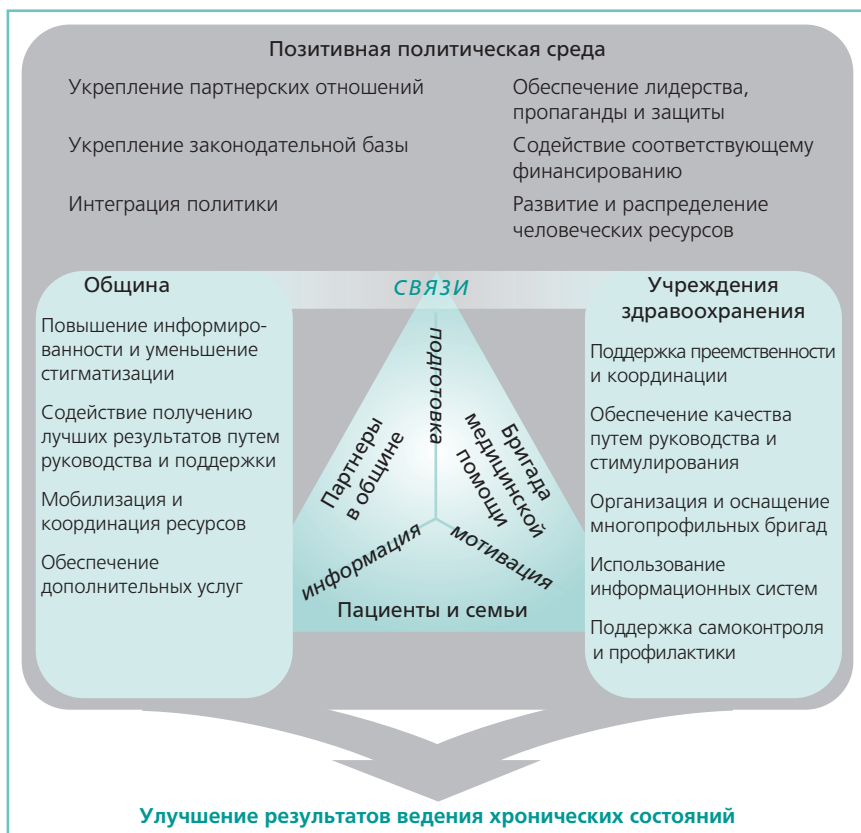 Позитивная политическая среда
Укрепление партнерских отношений
Укрепление законодательной базы
Интеграция политики
Обеспечение лидерства,
пропаганды и защиты
Содействие соответствующему
финансированию
Развитие и распределение
человеческих ресурсов
Община
Повышение информиро-
ванности и уменьшение
стигматизации
Содействие получению
лучших результатов путем
руководства и поддержки
Мобилизация и
координация ресурсов
Обеспечение
дополнительных услуг
СВЯЗИ
подготовка
Партнеры
в общине
Бригада
медицинской
помощи
информация
мотивация
Пациенты и семьи
Учреждения
здравоохранения
Поддержка преемственности
и координации
Обеспечение качества
путем руководства и
стимулирования
Организация и оснащение
многопрофильных бригад
Использование
информационных систем
Поддержка самоконтроля
и профилактики
Улучшение результатов ведения хронических состояний